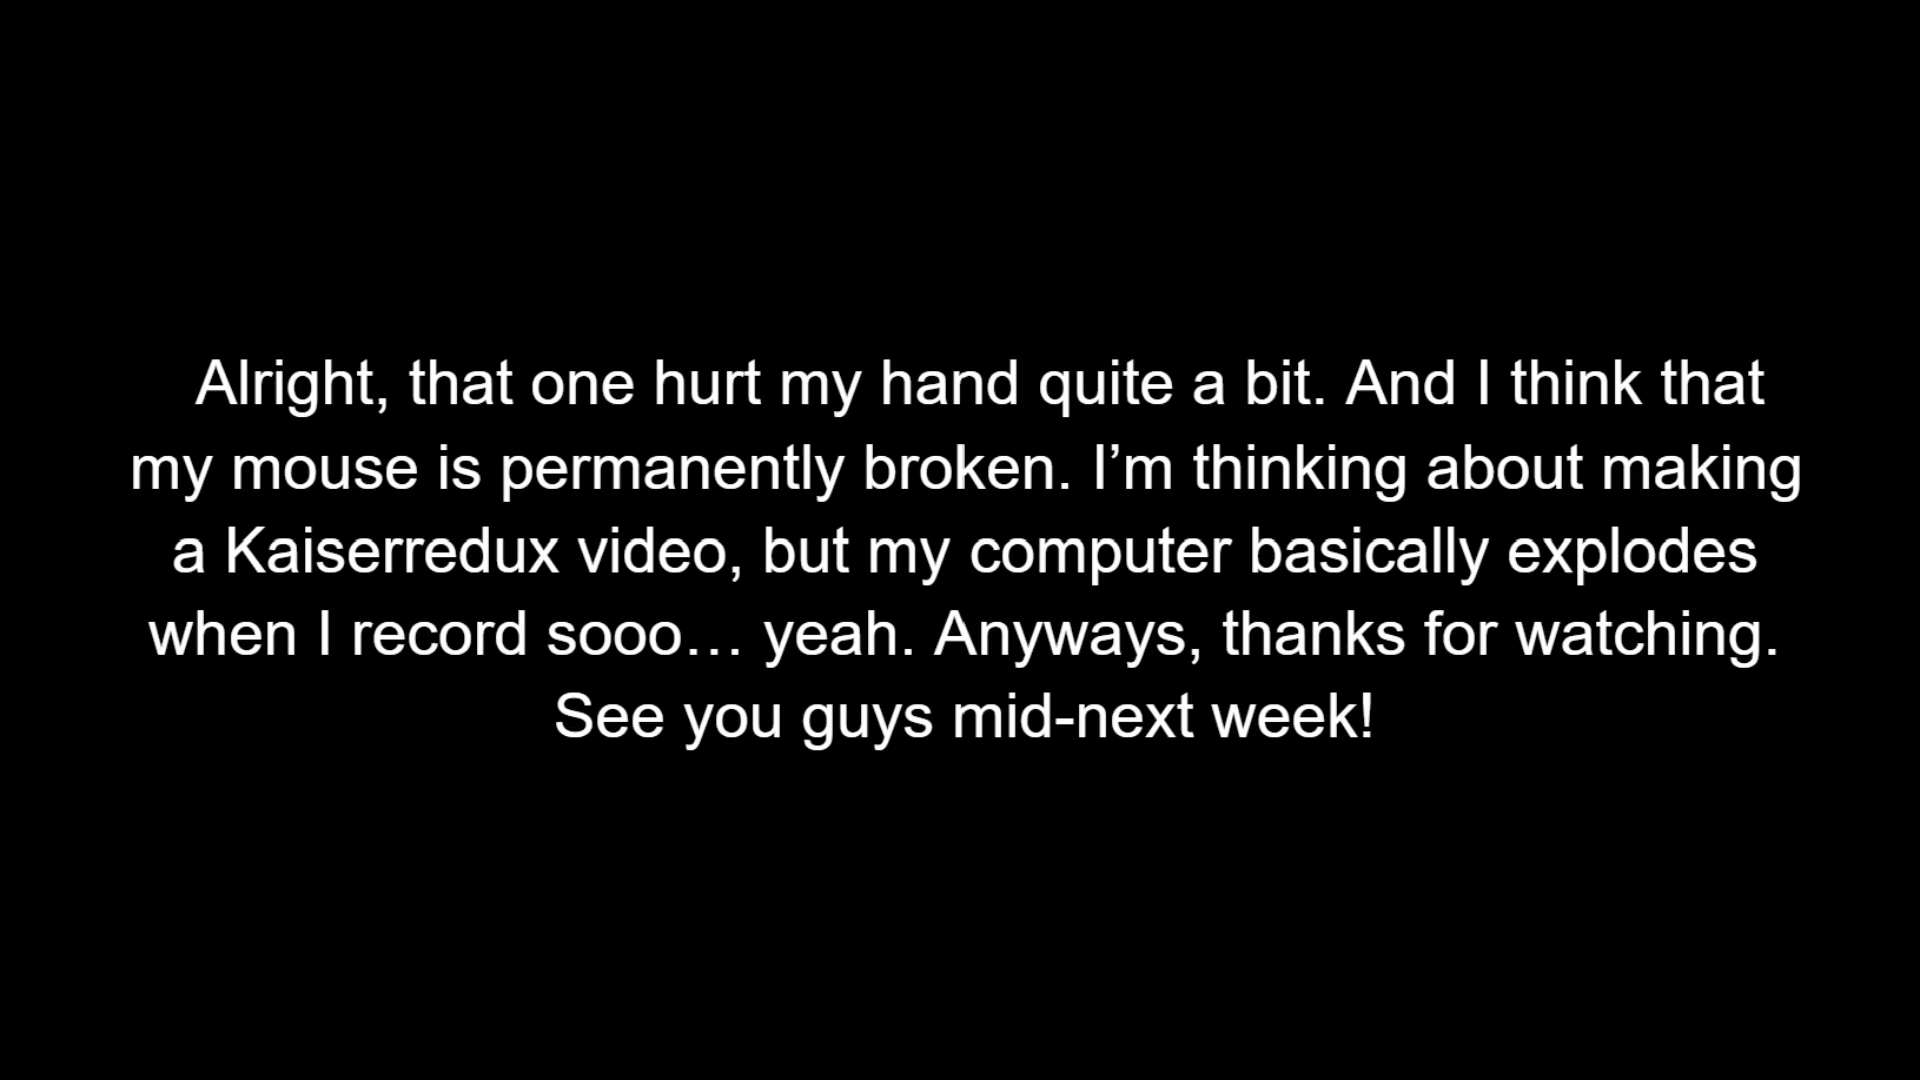 Alright, that one hurt my hand quite a bit. And I think that
my mouse is permanently broken. I’m thinking about making
a Kaiserredux video, but my computer basically explodes
when I record sooo… yeah. Anyways, thanks for watching.
See you guys mid-next week!